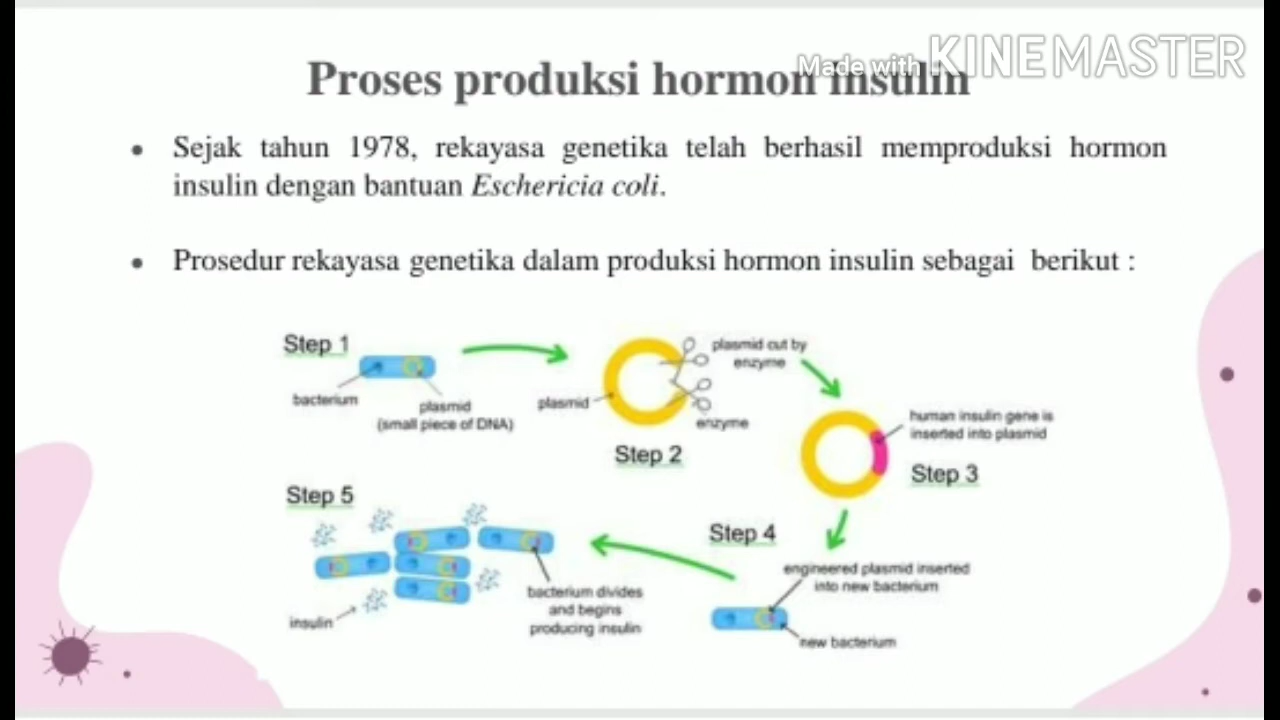 Made with KINEMASTER
Proses produksi hormon insulin
• Sejak tahun 1978, rekayasa genetika telah berhasil memproduksi hormon
insulin dengan bantuan Eschericia coli.
• Prosedur rekayasa genetika dalam produksi hormon insulin sebagai berikut :
Step 1
bacterium
plasmid
(small piece of DNA)
plasmid
enzyme
plasmid cut by
enzyme
Step 2
human insulin gene is
inserted into plasmid
Step 3
Step 4
engineered plasmid inserted
into new bacterium
new bacterium
Step 5
insulin
bacterium divides
and begins
producing insulin